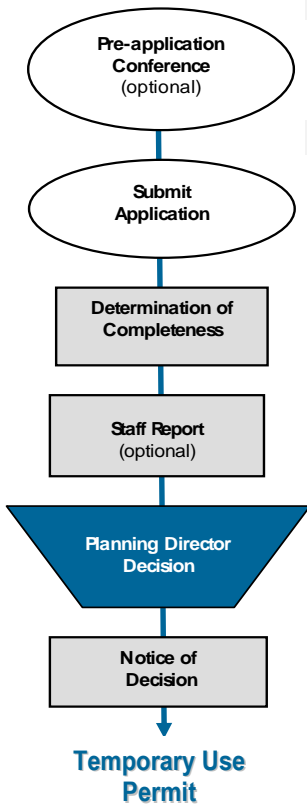 Pre-application
Conference
(optional)
Submit
Application
Determination of
Completeness
Staff Report
(optional)
Planning Director
Decision
Notice of
Decision
Temporary Use
Permit